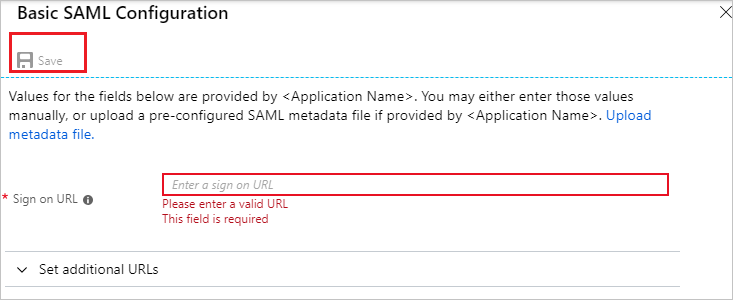 Basic SAML Configuration
Save
Values for the fields below are provided by <Application Name>. You may either enter those values
manually, or upload a pre-configured SAML metadata file if provided by <Application Name>. Upload
metadata file.
* Sign on URL
Enter a sign on URL
Please enter a valid URL
This field is required
Set additional URLs